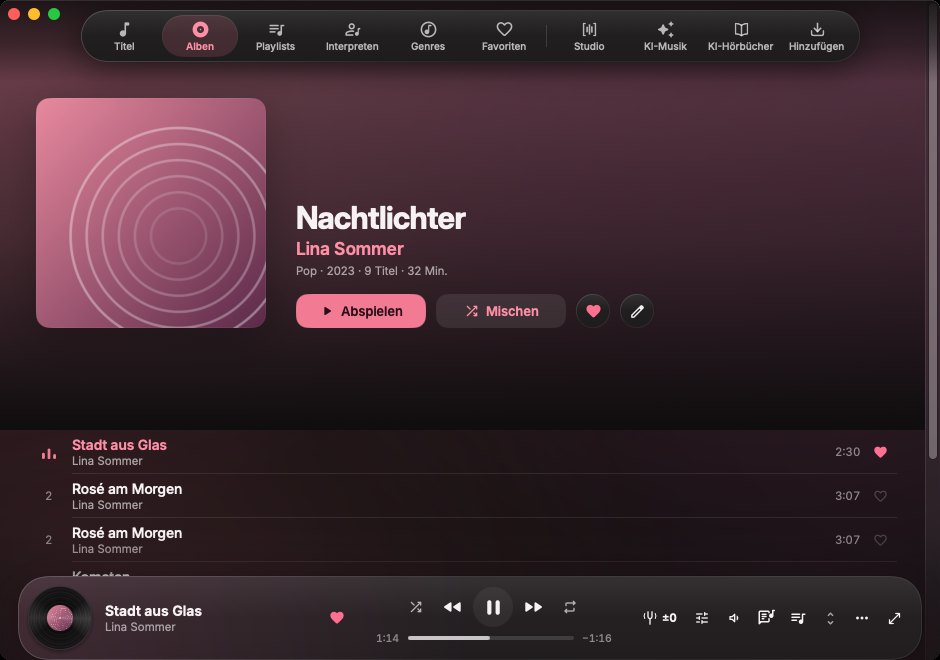 Titel
Alben
Playlists
Interpreten
Genres
Favoriten
Studio
KI-Musik
KI-Hörbücher
Hinzufügen
Nachtlichter
Lina Sommer
Pop · 2023 · 9 Titel · 32 Min.
Abspielen
Mischen
Stadt aus Glas
Lina Sommer
2:30
2
Rosé am Morgen
Lina Sommer
3:07
2
Rosé am Morgen
Lina Sommer
3:07
Stadt aus Glas
Lina Sommer
1:14
−1:16
±0